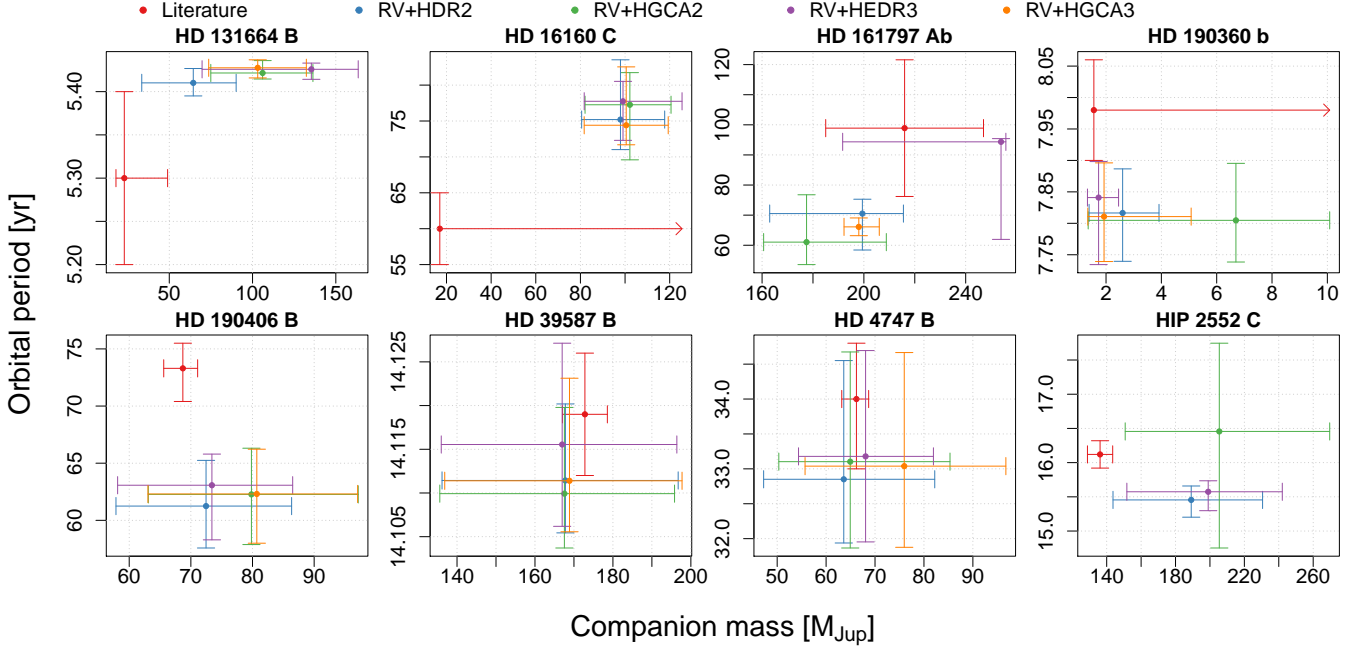 Literature RV+HDR2 RV+HGCA2 RV+HEDR3 RV+HGCA3
HD 131664 B HD 16160 C HD 161797 Ab HD 190360 b
5.20 5.30 5.40
50 100 150
55 65 75
20 40 60 80 100 120
60 80 100 120
160 200 240
7.75 7.85 7.95 8.05
2 4 6 8 10
HD 190406 B HD 39587 B HD 4747 B HIP 2552 C
60 65 70 75
60 70 80 90
14.105 14.115 14.125
140 160 180 200
32.0 33.0 34.0
50 60 70 80 90
15.0 16.0 17.0
140 180 220 260
Orbital period [yr]
Companion mass [M_Jup]